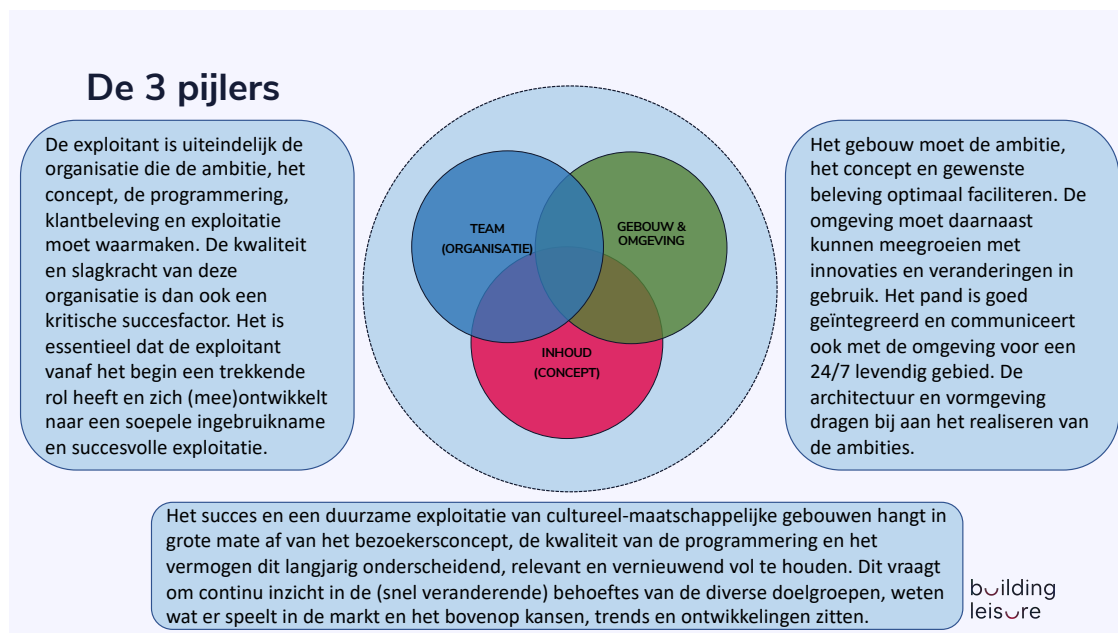 De 3 pijlers
De exploitant is uiteindelijk de
organisatie die de ambitie, het
concept, de programmering,
klantbeleving en exploitatie
moet waarmaken. De kwaliteit
en slagkracht van deze
organisatie is dan ook een
kritische succesfactor. Het is
essentieel dat de exploitant
vanaf het begin een trekkende
rol heeft en zich (mee)ontwikkelt
naar een soepele ingebruikname
en succesvolle exploitatie.
TEAM
(ORGANISATIE)
GEBOUW &
OMGEVING
INHOUD
(CONCEPT)
Het gebouw moet de ambitie,
het concept en gewenste
beleving optimaal faciliteren. De
omgeving moet daarnaast
kunnen meegroeien met
innovaties en veranderingen in
gebruik. Het pand is goed
geïntegreerd en communiceert
ook met de omgeving voor een
24/7 levendig gebied. De
architectuur en vormgeving
dragen bij aan het realiseren van
de ambities.
Het succes en een duurzame exploitatie van cultureel-maatschappelijke gebouwen hangt in
grote mate af van het bezoekersconcept, de kwaliteit van de programmering en het
vermogen dit langjarig onderscheidend, relevant en vernieuwend vol te houden. Dit vraagt
om continu inzicht in de (snel veranderende) behoeftes van de diverse doelgroepen, weten
wat er speelt in de markt en het bovenop kansen, trends en ontwikkelingen zitten.
building
leisure